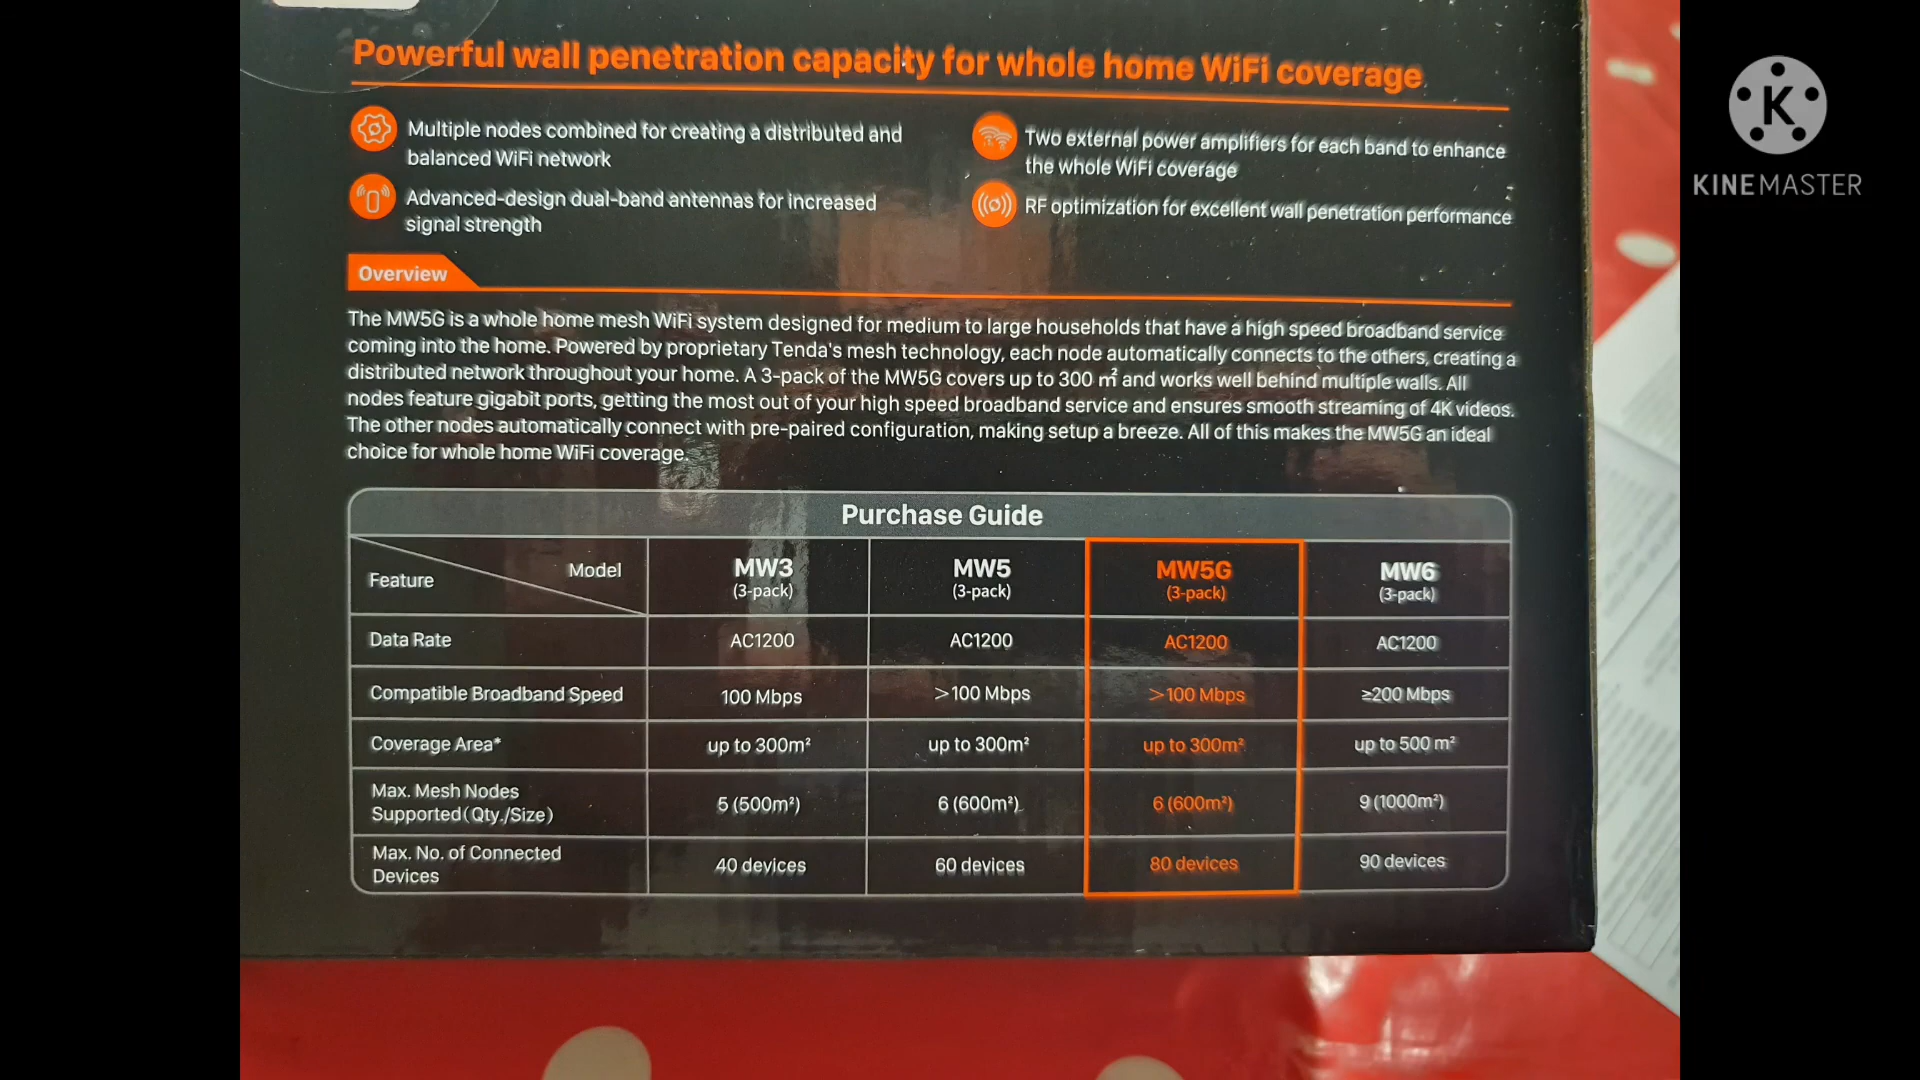 Powerful wall penetration capacity for whole home WiFi coverage
Multiple nodes combined for creating a distributed and
balanced WiFi network
Advanced-design dual-band antennas for increased
signal strength
Two external power amplifiers for each band to enhance
the whole WiFi coverage
RF optimization for excellent wall penetration performance
K
KINEMASTER
Overview
The MW5G is a whole home mesh WiFi system designed for medium to large households that have a high speed broadband service
coming into the home. Powered by proprietary Tenda's mesh technology, each node automatically connects to the others, creating a
distributed network throughout your home. A 3-pack of the MW5G covers up to 300 m² and works well behind multiple walls. All
nodes feature gigabit ports, getting the most out of your high speed broadband service and ensures smooth streaming of 4K videos.
The other nodes automatically connect with pre-paired configuration, making setup a breeze. All of this makes the MW5G an ideal
choice for whole home WiFi coverage.
Purchase Guide
Feature Model MW3 MW5 MW5G MW6
(3-pack) (3-pack) (3-pack) (3-pack)
Data Rate AC1200 AC1200 AC1200 AC1200
Compatible Broadband Speed 100 Mbps >100 Mbps >100 Mbps ≥200 Mbps
Coverage Area* up to 300m² up to 300m² up to 300m² up to 500 m²
Max. Mesh Nodes
Supported(Qty./Size) 5 (500m²) 6 (600m²) 6 (600m²) 9 (1000m²)
Max. No. of Connected
Devices 40 devices 60 devices 80 devices 90 devices